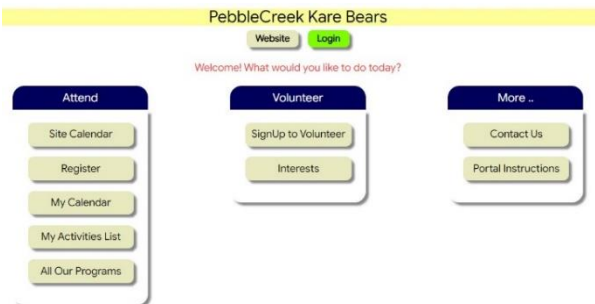 PebbleCreek Kare Bears
Website Login
Welcome! What would you like to do today?
Attend
Site Calendar
Register
My Calendar
My Activities List
All Our Programs
Volunteer
SignUp to Volunteer
Interests
More ..
Contact Us
Portal Instructions